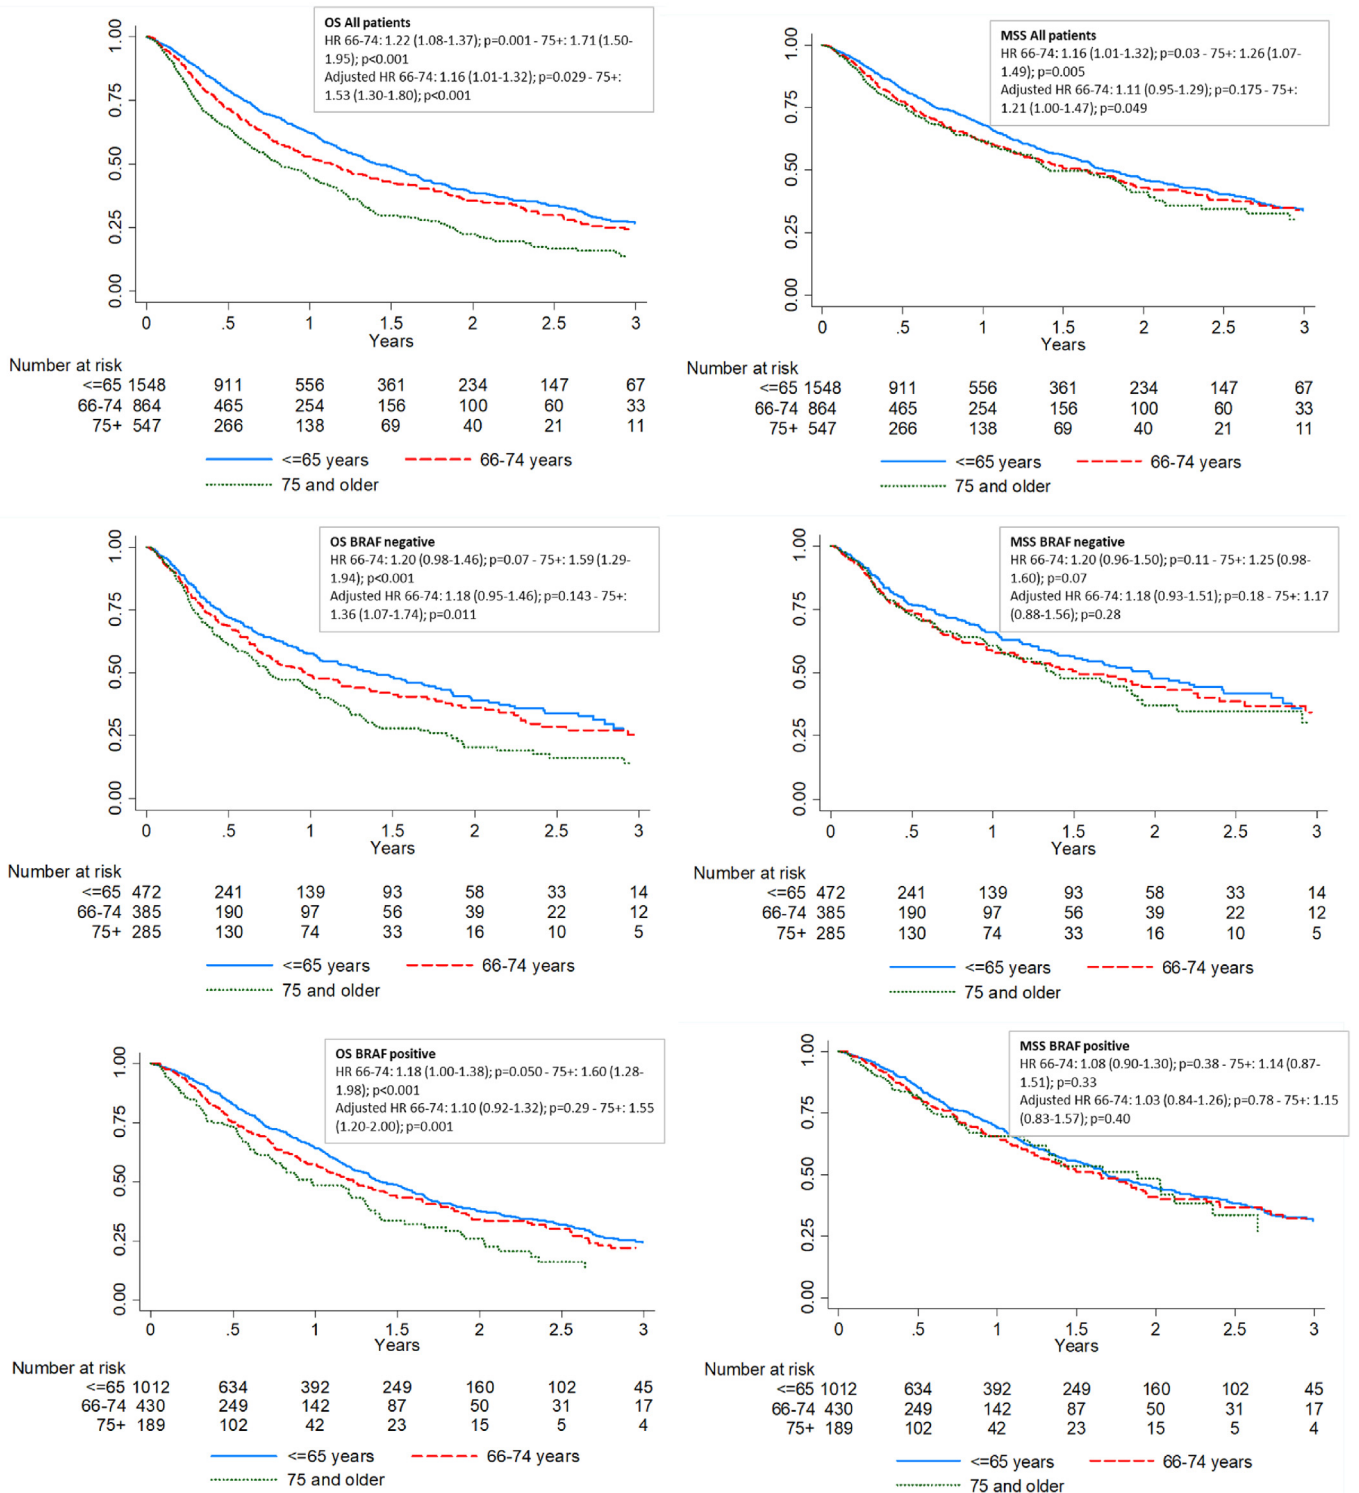 OS All patients
HR 66-74: 1.22 (1.08-1.37); p=0.001 - 75+: 1.71 (1.50-
1.95); p<0.001
Adjusted HR 66-74: 1.16 (1.01-1.32); p=0.029 - 75+:
1.53 (1.30-1.80); p<0.001
1.00
0.75
0.50
0.25
0.00
0 .5 1 1.5 2 2.5 3
Years
Number at risk
<=65 1548 911 556 361 234 147 67
66-74 864 465 254 156 100 60 33
75+ 547 266 138 69 40 21 11
<=65 years 66-74 years
75 and older
MSS All patients
HR 66-74: 1.16 (1.01-1.32); p=0.03 - 75+: 1.26 (1.07-
1.49); p=0.005
Adjusted HR 66-74: 1.11 (0.95-1.29); p=0.175 - 75+:
1.21 (1.00-1.47); p=0.049
1.00
0.75
0.50
0.25
0.00
0 .5 1 1.5 2 2.5 3
Years
Number at risk
<=65 1548 911 556 361 234 147 67
66-74 864 465 254 156 100 60 33
75+ 547 266 138 69 40 21 11
<=65 years 66-74 years
75 and older
OS BRAF negative
HR 66-74: 1.20 (0.98-1.46); p=0.07 - 75+: 1.59 (1.29-
1.94); p<0.001
Adjusted HR 66-74: 1.18 (0.95-1.46); p=0.143 - 75+:
1.36 (1.07-1.74); p=0.011
1.00
0.75
0.50
0.25
0.00
0 .5 1 1.5 2 2.5 3
Years
Number at risk
<=65 472 241 139 93 58 33 14
66-74 385 190 97 56 39 22 12
75+ 285 130 74 33 16 10 5
<=65 years 66-74 years
75 and older
MSS BRAF negative
HR 66-74: 1.20 (0.96-1.50); p=0.11 - 75+: 1.25 (0.98-
1.60); p=0.07
Adjusted HR 66-74: 1.18 (0.93-1.51); p=0.18 - 75+: 1.17
(0.88-1.56); p=0.28
1.00
0.75
0.50
0.25
0.00
0 .5 1 1.5 2 2.5 3
Years
Number at risk
<=65 472 241 139 93 58 33 14
66-74 385 190 97 56 39 22 12
75+ 285 130 74 33 16 10 5
<=65 years 66-74 years
75 and older
OS BRAF positive
HR 66-74: 1.18 (1.00-1.38); p=0.050 - 75+: 1.60 (1.28-
1.98); p<0.001
Adjusted HR 66-74: 1.10 (0.92-1.32); p=0.29 - 75+: 1.55
(1.20-2.00); p=0.001
1.00
0.75
0.50
0.25
0.00
0 .5 1 1.5 2 2.5 3
Years
Number at risk
<=65 1012 634 392 249 160 102 45
66-74 430 249 142 87 50 31 17
75+ 189 102 42 23 15 5 4
<=65 years 66-74 years
75 and older
MSS BRAF positive
HR 66-74: 1.08 (0.90-1.30); p=0.38 - 75+: 1.14 (0.87-
1.51); p=0.33
Adjusted HR 66-74: 1.03 (0.84-1.26); p=0.78 - 75+: 1.15
(0.83-1.57); p=0.40
1.00
0.75
0.50
0.25
0.00
0 .5 1 1.5 2 2.5 3
Years
Number at risk
<=65 1012 634 392 249 160 102 45
66-74 430 249 142 87 50 31 17
75+ 189 102 42 23 15 5 4
<=65 years 66-74 years
75 and older